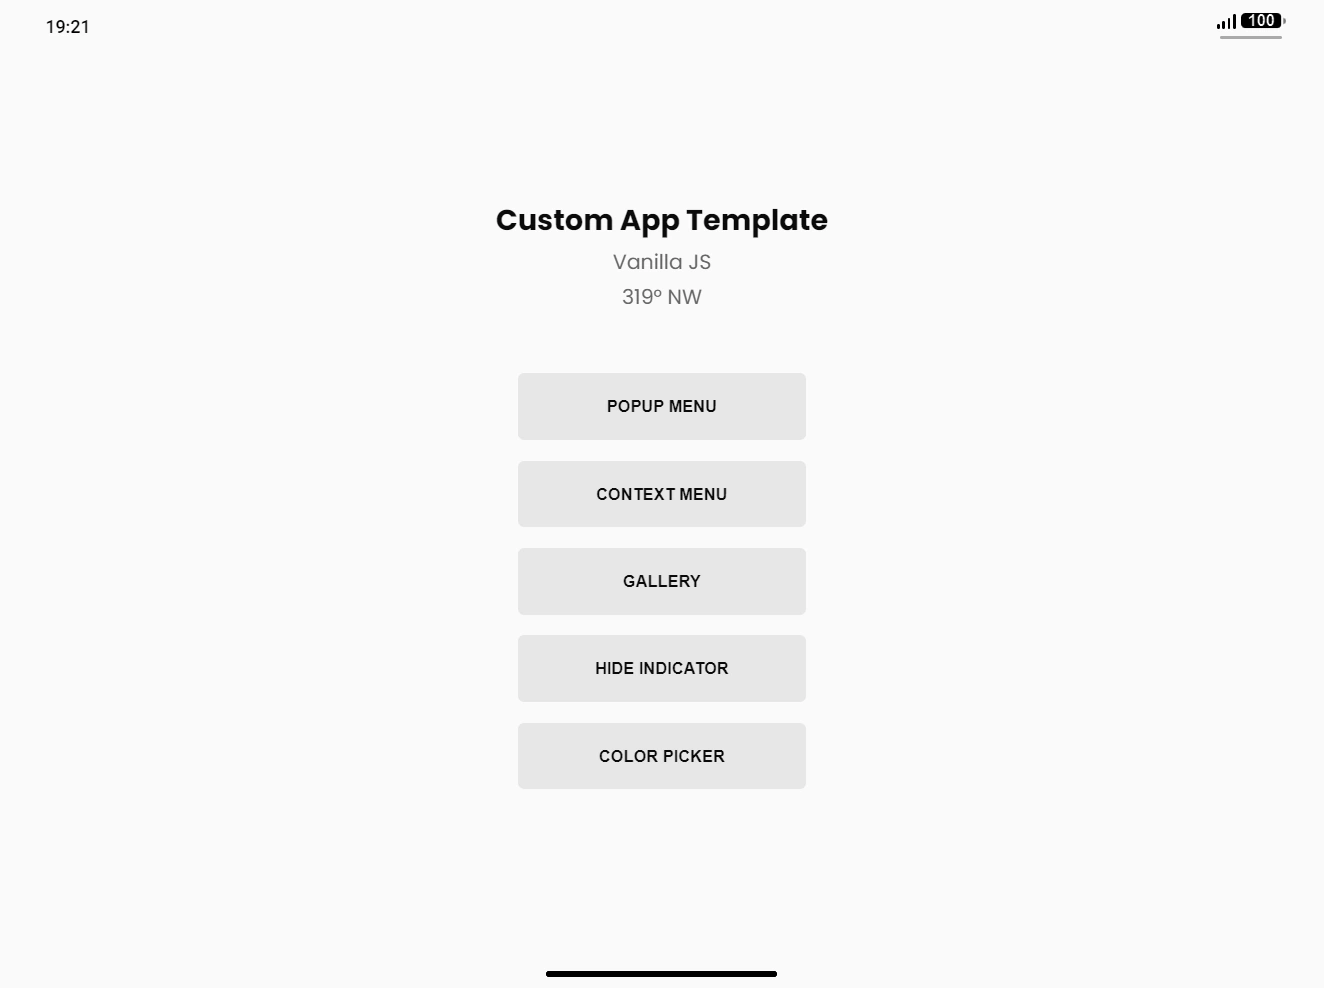 19:21
100
Custom App Template
Vanilla JS
319° NW
POPUP MENU
CONTEXT MENU
GALLERY
HIDE INDICATOR
COLOR PICKER